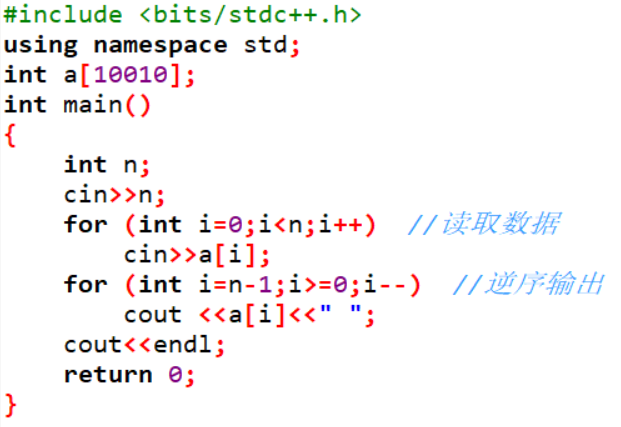 #include <bits/stdc++.h>
using namespace std;
int a[10010];
int main()
{
    int n;
    cin>>n;
    for (int i=0;i<n;i++)  //读取数据
        cin>>a[i];
    for (int i=n-1;i>=0;i--)  //逆序输出
        cout <<a[i]<<" ";
    cout<<endl;
    return 0;
}